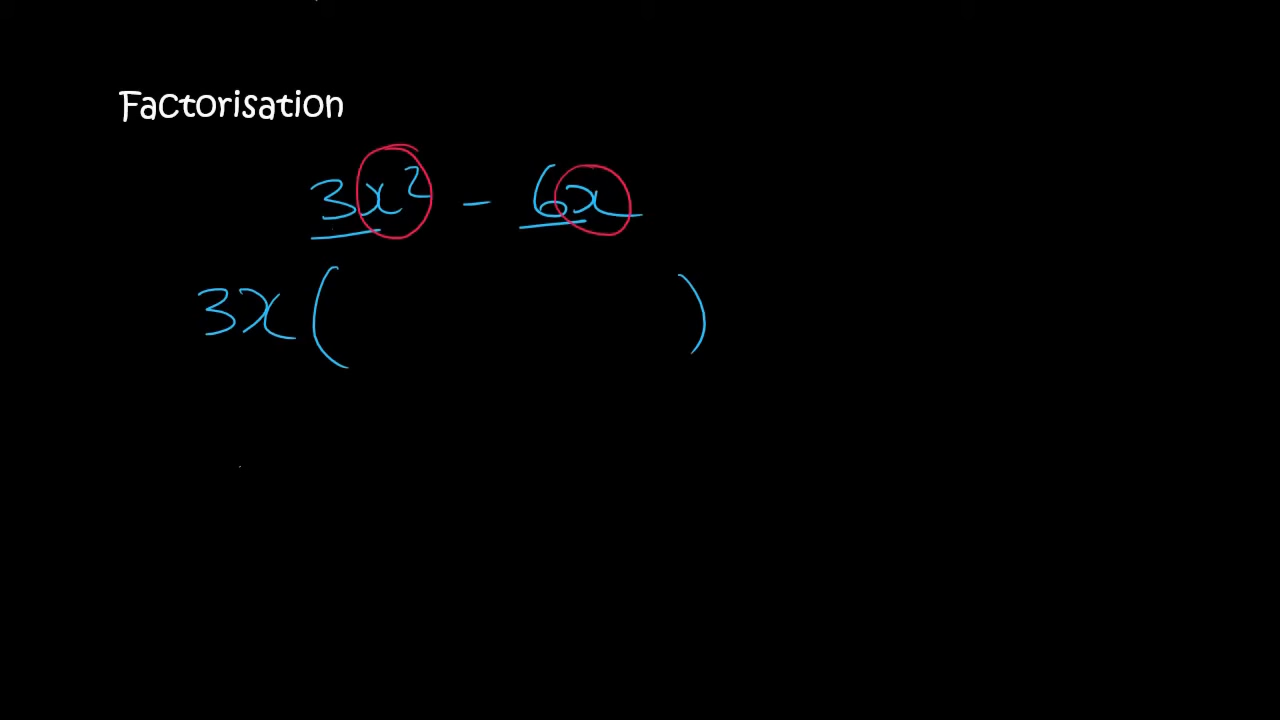 Factorisation
3x² - 6x
3x( )